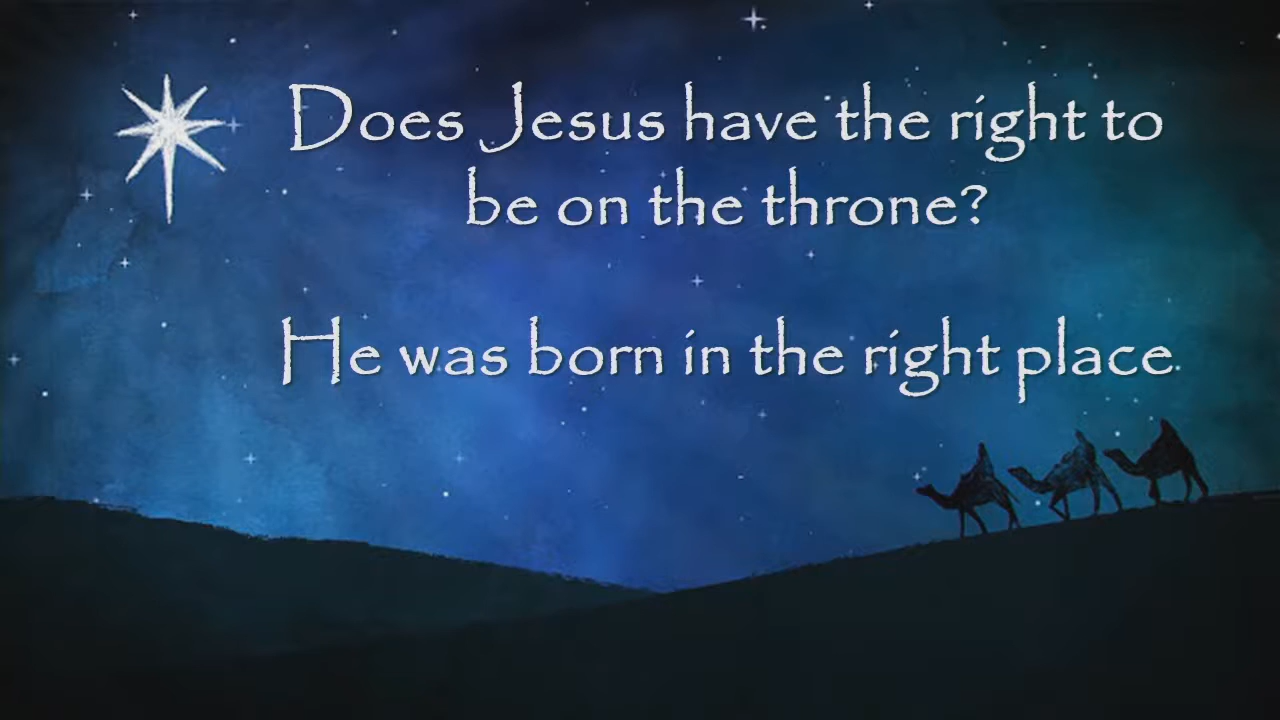 Does Jesus have the right to
be on the throne?
He was born in the right place